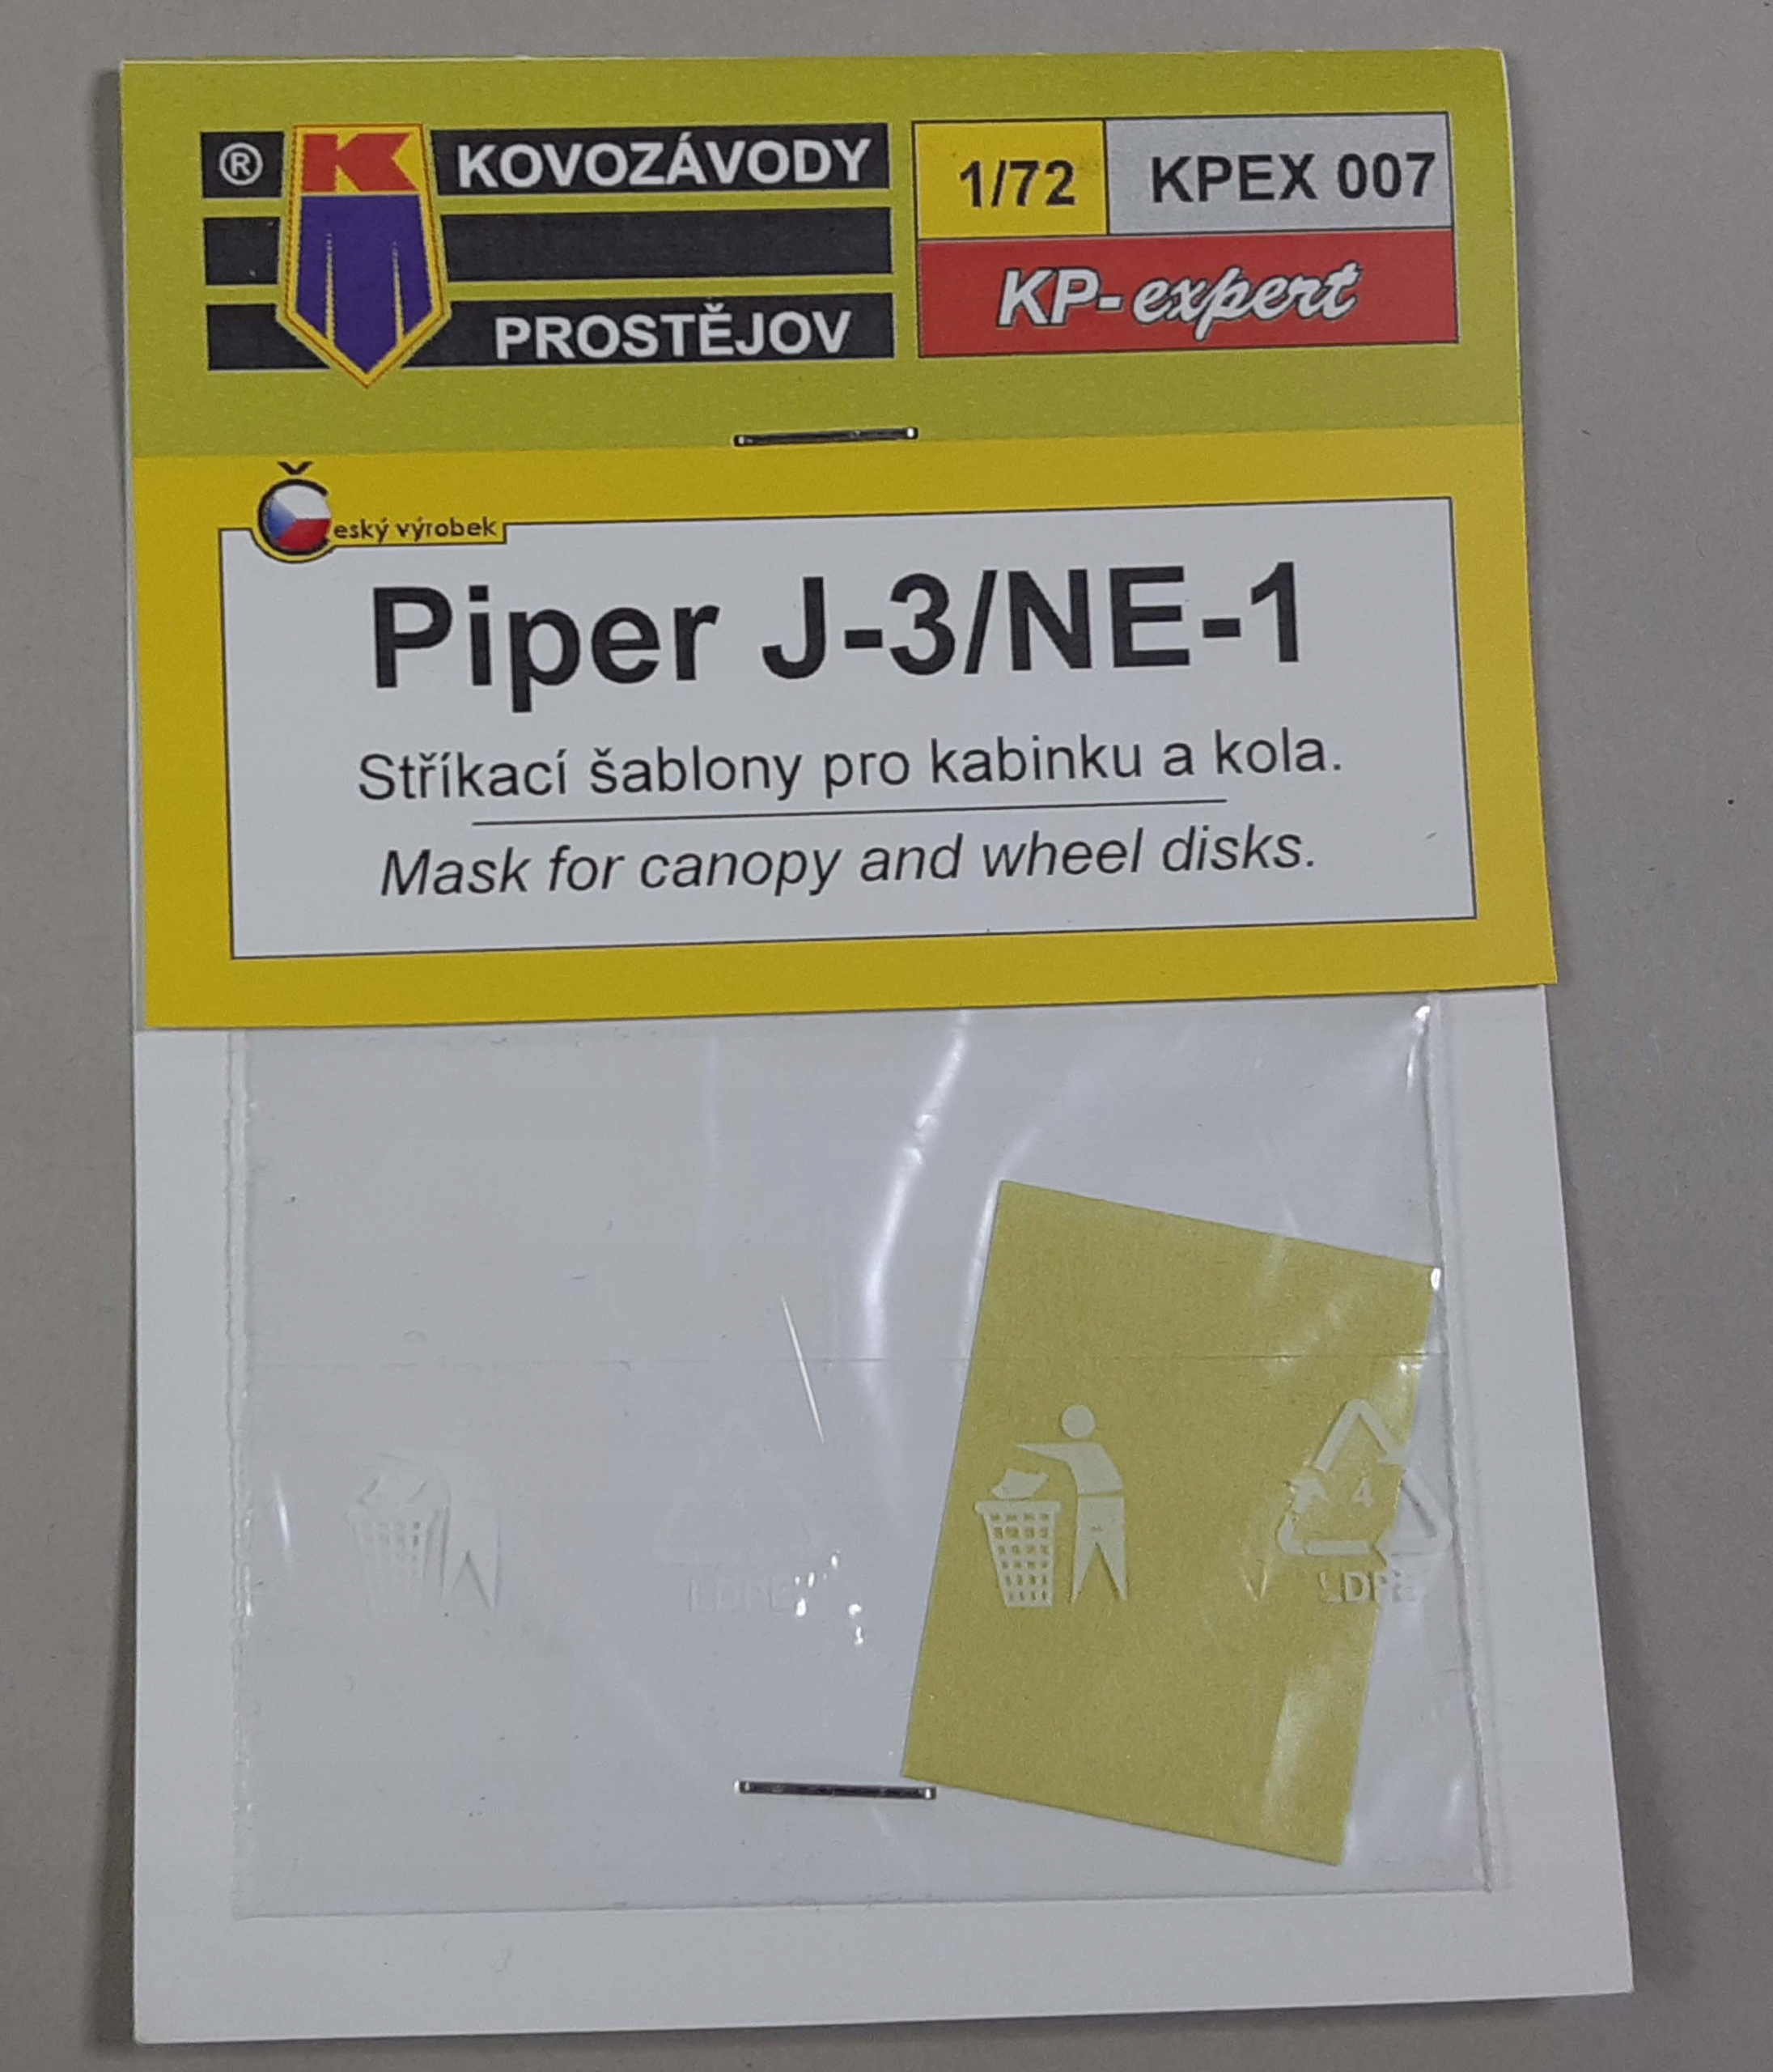 ® K KOVOZÁVODY
PROSTĚJOV
1/72 KPEX 007
KP-expert
Český výrobek
Piper J-3/NE-1
Stříkací šablony pro kabinku a kola.
Mask for canopy and wheel disks.
4
LDPE
LDPE